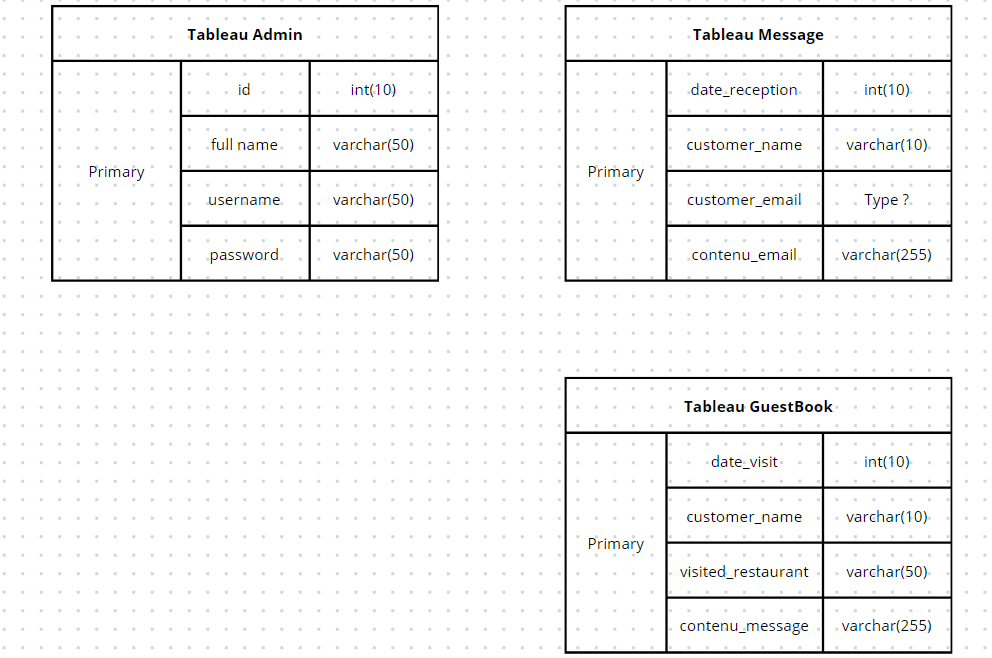 Tableau Admin
Primary
id int(10)
full name varchar(50)
username varchar(50)
password varchar(50)
Tableau Message
Primary
date_reception int(10)
customer_name varchar(10)
customer_email Type ?
contenu_email varchar(255)
Tableau GuestBook
Primary
date_visit int(10)
customer_name varchar(10)
visited_restaurant varchar(50)
contenu_message varchar(255)